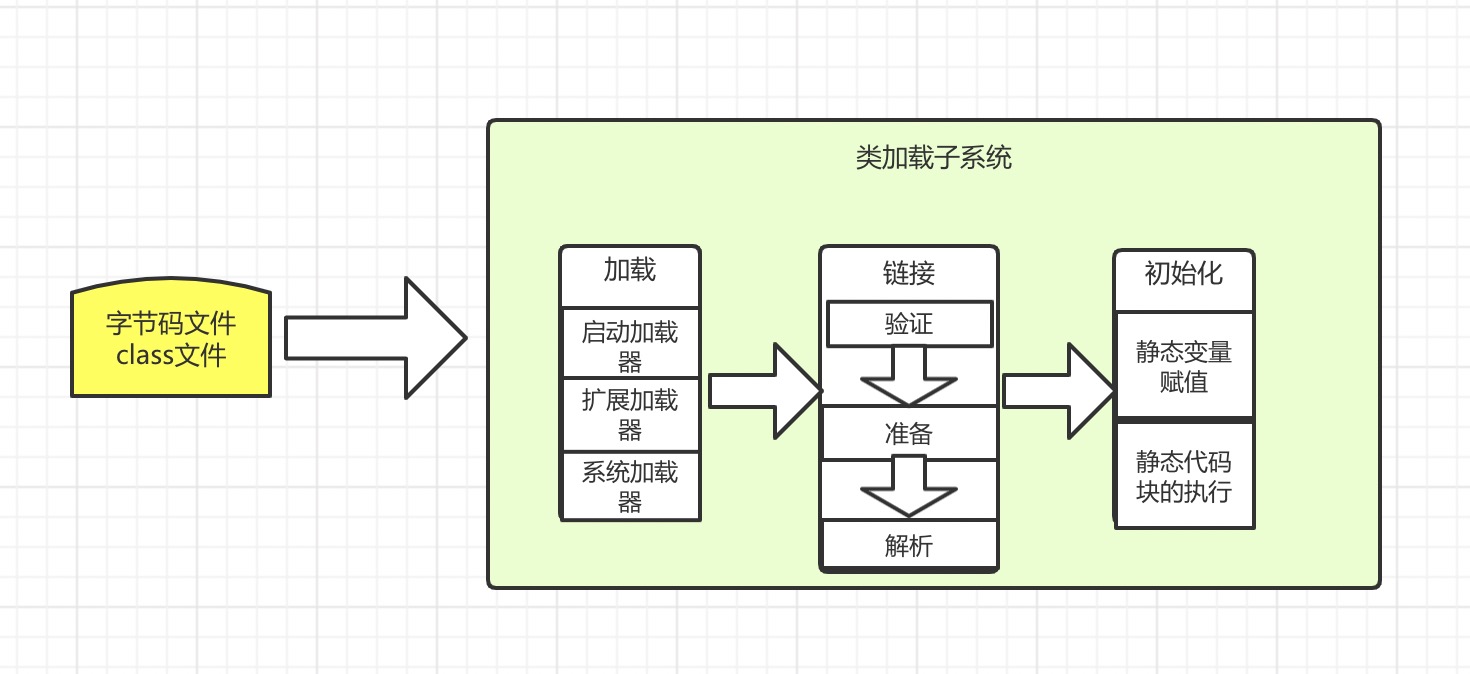 类加载子系统
字节码文件
class文件
加载
启动加载
器
扩展加载
器
系统加载
器
链接
验证
准备
解析
初始化
静态变量
赋值
静态代码
块的执行